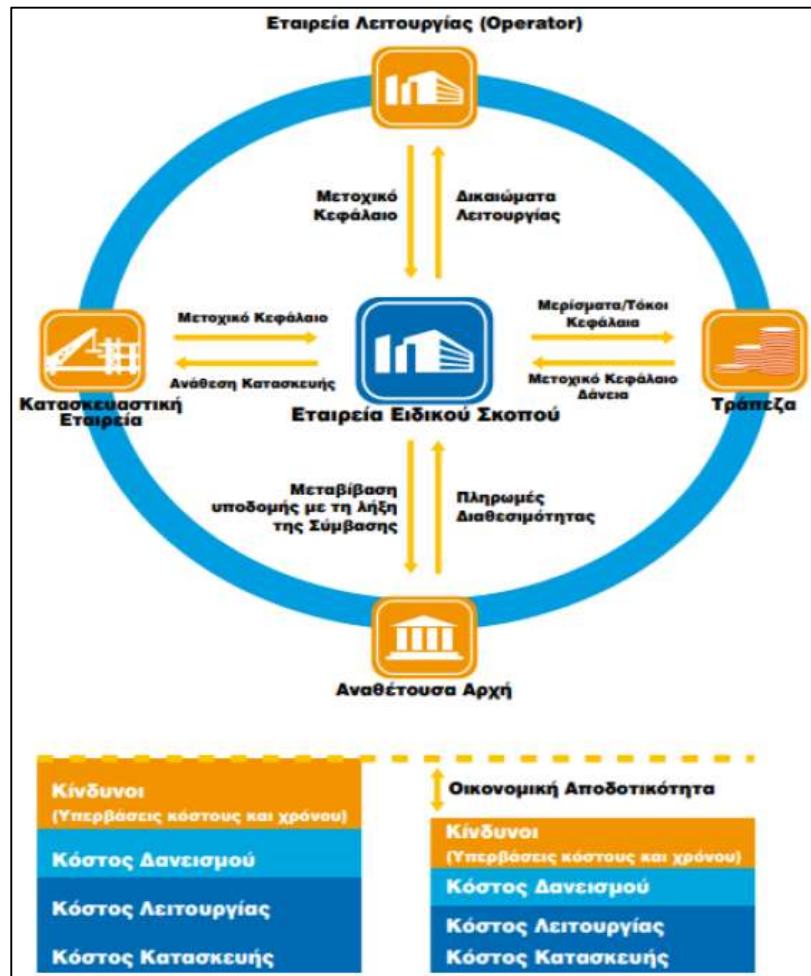 Εταιρεία Λειτουργίας (Operator)
Μετοχικό
Κεφάλαιο
Δικαιώματα
Λειτουργίας
Μετοχικό Κεφάλαιο
Ανάθεση Κατασκευής
Μερίσματα/Τόκοι
Κεφάλαια
Μετοχικό Κεφάλαιο
Δάνεια
Κατασκευαστική
Εταιρεία
Εταιρεία Ειδικού Σκοπού
Τράπεζα
Μεταβίβαση
υποδομής με τη λήξη
της Σύμβασης
Πληρωμές
Διαθεσιμότητας
Αναθέτουσα Αρχή
Κίνδυνοι
(Υπερβάσεις κόστους και χρόνου)
Κόστος Δανεισμού
Κόστος Λειτουργίας
Κόστος Κατασκευής
Οικονομική Αποδοτικότητα
Κίνδυνοι
(Υπερβάσεις κόστους και χρόνου)
Κόστος Δανεισμού
Κόστος Λειτουργίας
Κόστος Κατασκευής